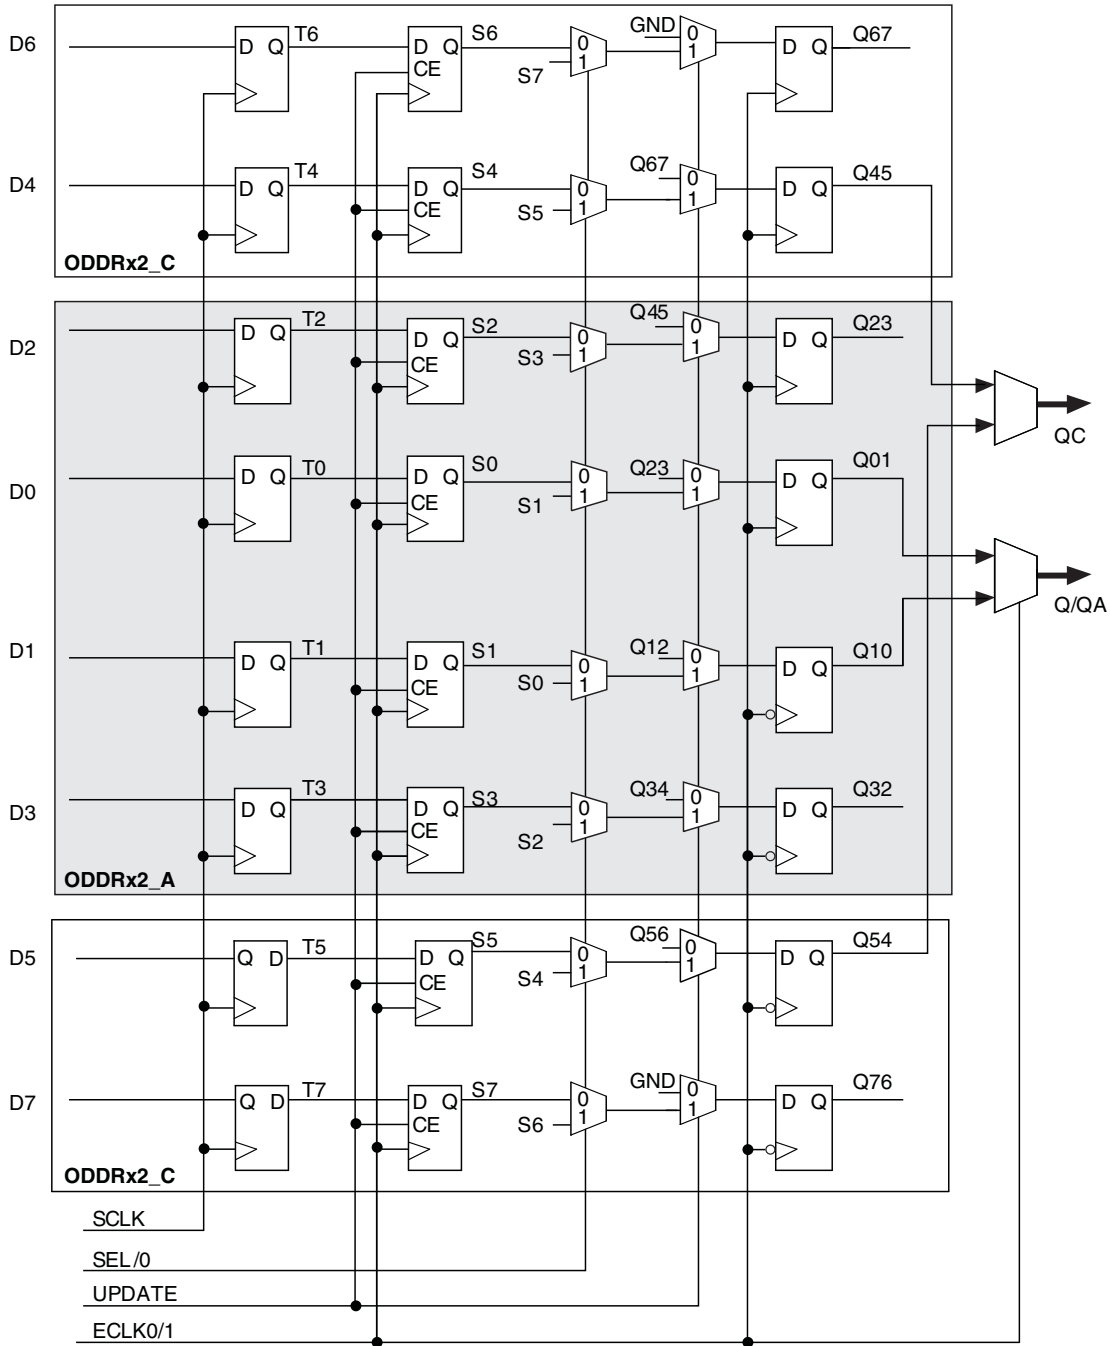 D6 D Q T6 D Q CE S6 S7 0 1 GND 0 1 D Q Q67
D4 D Q T4 D Q CE S4 S5 0 1 Q67 0 1 D Q Q45
ODDRx2_C
D2 D Q T2 D Q CE S2 S3 0 1 Q45 0 1 D Q Q23
QC
D0 D Q T0 D Q CE S0 S1 0 1 Q23 0 1 D Q Q01
Q/QA
D1 D Q T1 D Q CE S1 S0 0 1 Q12 0 1 D Q Q10
D3 D Q T3 D Q CE S3 S2 0 1 Q34 0 1 D Q Q32
ODDRx2_A
D5 Q D T5 D Q CE S5 S4 0 1 Q56 0 1 D Q Q54
D7 Q D T7 D Q CE S7 S6 0 1 GND 0 1 D Q Q76
ODDRx2_C
SCLK
SEL/0
UPDATE
ECLK0/1